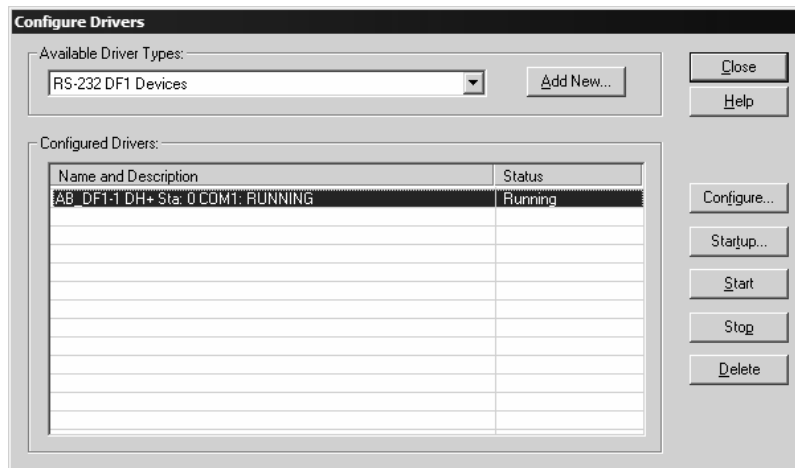 Configure Drivers
Available Driver Types:
RS-232 DF1 Devices
Add New...
Close
Help
Configured Drivers:
Name and Description Status
AB_DF1-1 DH+ Sta: 0 COM1: RUNNING Running
Configure...
Startup...
Start
Stop
Delete